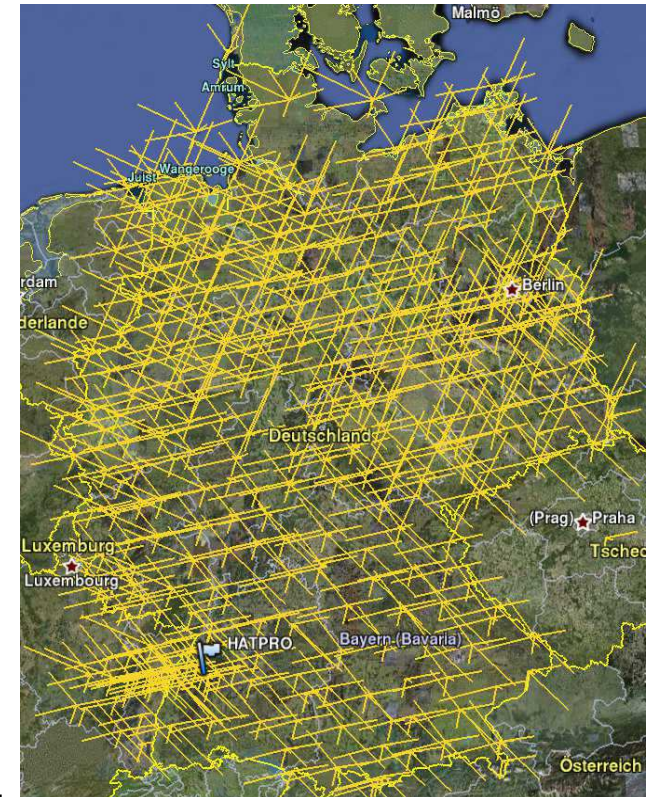 Malmö
Sylt
Amrum
Juist
Wangerooge
rdam
Berlin
derlande
Deutschland
(Prag)
Praha
Luxemburg
Tschec
Luxembourg
HATPRO
Bayern (Bavaria)
Österreich